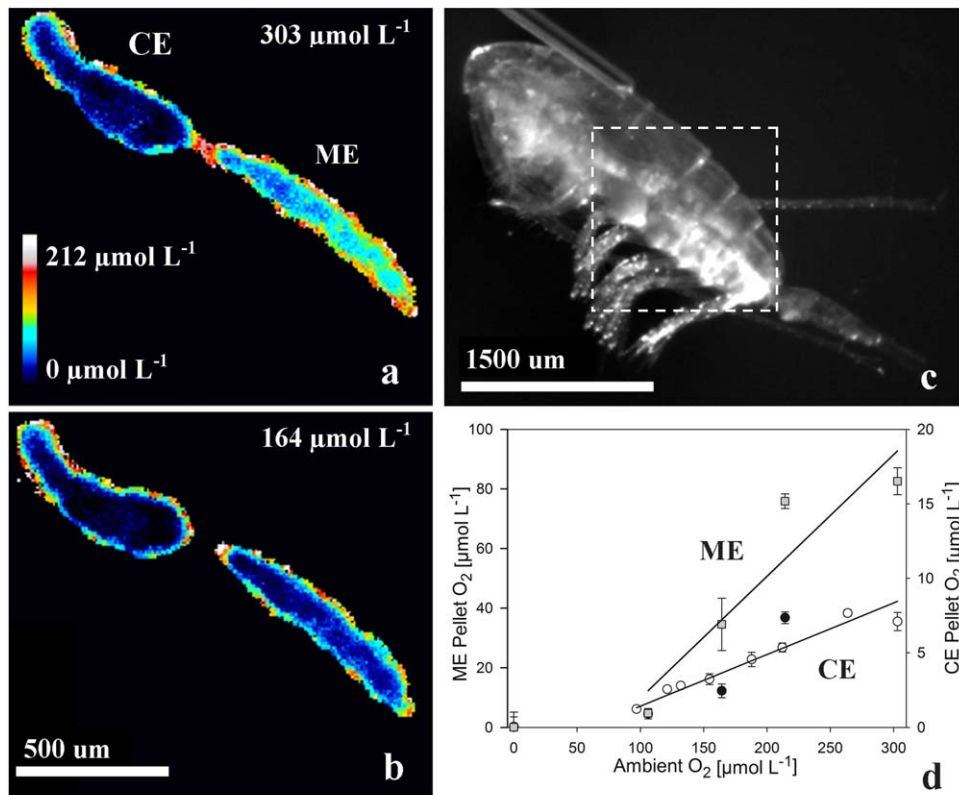 CE
303 µmol L-1
ME
212 µmol L-1
0 µmol L-1
a
164 µmol L-1
500 um
b
1500 um
c
100
80
60
40
20
0
ME Pellet O2 [µmol L-1]
20
15
10
5
0
CE Pellet O2 [µmol L-1]
ME
CE
0 50 100 150 200 250 300
Ambient O2 [µmol L-1]
d